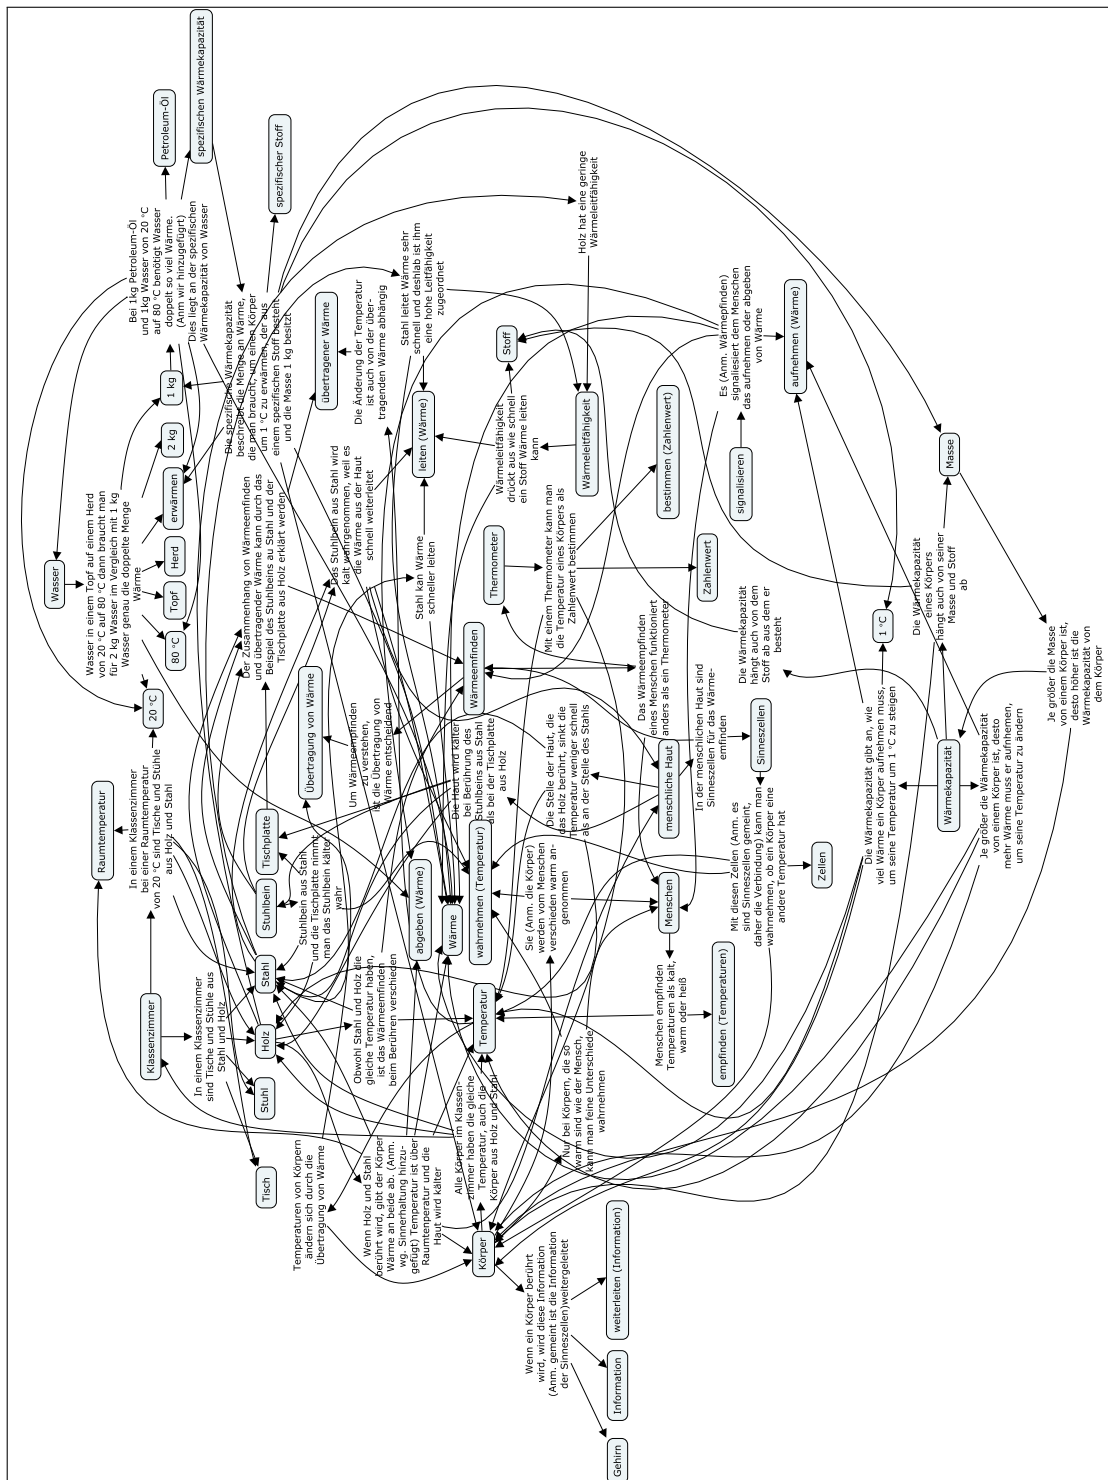 Wasser
Wasser in einem Topf auf einem Herd
von 20 °C auf 80 °C dann braucht man
für 2 kg Wasser im Vergleich mit 1 kg
Wasser genau die doppelte Menge
Wärme
Bei 1kg Petroleum-Öl
und 1kg Wasser von 20 °C
auf 80 °C benötigt Wasser
doppelt so viel Wärme.
(Anm wir hinzugefügrt)
Dies liegt an der spezifischen
Wärmekapazität von Wasser
Petroleum-Öl
spezifischen Wärmekapazität
Raumtemperatur
20 °C
80 °C
Topf
Herd
erwärmen
2 kg
1 kg
Klassenzimmer
In einem Klassenzimmer
bei einer Raumtemperatur
von 20 °C sind Tische und Stühle
aus Holz und Stahl
In einem Klassenzimmer
sind Tische und Stühle aus
Stahl und Holz
Die spezifische Wärmekapazität
beschreibt die Menge an Wärme,
die man braucht, um einen Körper
um 1 °C zu erwärmen, der aus
einem spezifischen Stoff besteht
und die Masse 1 kg besitzt
spezifischer Stoff
Der Zusamenhang von Wärmeemfinden
und übertragender Wärme kann durch das
Beispiel des Stuhlbeins au Stahl und der
Tischplatte aus Holz erklärt werden
Tisch
Stuhl
Holz
Stahl
Stuhlbein
Tischplatte
Übertragung von Wärme
übertragener Wärme
Die Änderung der Temperatur
ist auch von der über-
tragenden Wärme abhängig
Stuhlbein aus Stahl
und die Tischplatte nimmt
man das Stuhlbein kälter
wahr
Das Stuhlbein aus Stahl wird
kalt wahrgenommen, weil es
die Wärme aus der Haut
schnell weiterleitet
Stahl leitet Wärme sehr
schnell und deshlab ist ihm
eine hohe Leitfähigkeit
zugeordnet
Temperaturen von Körpern
ändern sich durch die
Übertragung von Wärme
Obwohl Stahl und Holz die
gleiche Temperatur haben,
ist das Wärmeemfinden
beim Berühren verschieden
Um Wärmeempfinden
zu verstehen,
ist die Übertragung von
Wärme entscheidend
Stahl kan Wärme
schneller leiten
leiten (Wärme)
Wenn Holz und Stahl
berührt wird, gibt der Körper
Wärme an beide ab. (Anm.
wg. Sinnerhaltung hinzu-
gefügt) Temperatur ist über
Raumtenperatur und die
Haut wird kälter
abgeben (Wärme)
Wärme
wahrnehmen (Temperatur)
Wärmeemfinden
Die Haut wird kälter
bei Berührung des
Stuhlbeins aus Stahl
als bei der Tischplatte
aus Holz
Alle Körper im Klassen-
zimmer haben die gleiche
Temperatur, auch die
Körper aus Holz und Stahl
Temperatur
Körper
Thermometer
Stoff
Wärmeleitfähigkeit
drückt aus wie schnell
ein Stoff Wärme leiten
kann
Wärmeleitfähigkeit
Holz hat eine geringe
Wärmeleitfähigkeit
Mit einem Thermometer kann man
die Temperatur eines Körpers als
Zahlenwert bestimmen
Die Stelle der Haut, die
das Holz berührt, sinkt die
Temperatur weniger schnell
als an der Stelle des Stahls
Sie (Anm. die Körper)
werden vom Menschen
verschieden warm an-
genommen
Nur bei Körpern, die so
warm sind wie der Mensch,
kann man feine Unterschiede
wahrnehmen
Wenn ein Körper berührt
wird, wird diese Information
(Anm. gemeint ist die Information
der Sinneszellen)weitergeleitet
Gehirn
Information
weiterleiten (Information)
Das Wärmeempfinden
eines Menschen funktioniert
anders als ein Thermometer
bestimmen (Zahlenwert)
Zahlenwert
menschliche Haut
Menschen
Menschen empfinden
Temperaturen als kalt,
warm oder heiß
empfinden (Temperaturen)
In der menschlichen Haut sind
Sinneszellen für das Wärme-
emfinden
Sinneszellen
Zellen
Mit diesen Zellen (Anm. es
sind Sinneszellen gemeint,
daher die Verbindung) kann man
wahrnehmen, ob ein Körper eine
andere Temperatur hat
signalisieren
Es (Anm. Wärmepfinden)
signaliesiert dem Menschen
das aufnehmen oder abgeben
von Wärme
aufnehmen (Wärme)
Die Wärmekapazität
hängt auch von dem
Stoff ab aus dem er
besteht
Die Wärmekapazität gibt an, wie
viel Wärme ein Körper aufnehmen muss,
um seine Temperatur um 1 °C zu steigen
1 °C
Die Wärmekapazität
eines Körpers
hängt auch von seiner
Masse und Stoff
ab
Masse
Wärmekapazität
Je größer die Wärmekapazität
von einem Körper ist, desto
mehr Wärme muss er aufnehmen,
um seine Temperatur zu ändern
Je größer die Masse
von einem Körper ist,
desto höher ist die
Wärmekapazität von
dem Körper